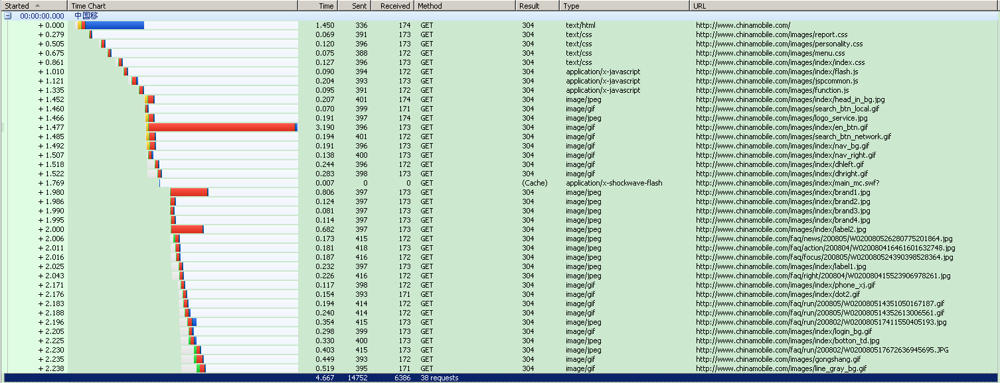 Started Time Chart Time Sent Received Method Result Type URL
00:00:00.000 中国移
+ 0.000 1.450 336 174 GET 304 text/html http://www.chinamobile.com/
+ 0.279 0.069 391 173 GET 304 text/css http://www.chinamobile.com/images/report.css
+ 0.505 0.120 396 173 GET 304 text/css http://www.chinamobile.com/images/personality.css
+ 0.675 0.075 388 172 GET 304 text/css http://www.chinamobile.com/images/menu.css
+ 0.861 0.127 396 173 GET 304 text/css http://www.chinamobile.com/images/index/index.css
+ 1.010 0.090 394 172 GET 304 application/x-javascript http://www.chinamobile.com/images/index/flash.js
+ 1.121 0.204 393 173 GET 304 application/x-javascript http://www.chinamobile.com/images/jspcommon.js
+ 1.335 0.095 391 172 GET 304 application/x-javascript http://www.chinamobile.com/images/function.js
+ 1.452 0.207 401 174 GET 304 image/jpeg http://www.chinamobile.com/images/index/head_in_bg.jpg
+ 1.460 0.070 399 171 GET 304 image/gif http://www.chinamobile.com/images/search_btn_local.gif
+ 1.466 0.191 397 174 GET 304 image/jpeg http://www.chinamobile.com/images/logo_service.jpg
+ 1.477 3.190 396 173 GET 304 image/gif http://www.chinamobile.com/images/index/en_btn.gif
+ 1.485 0.194 401 172 GET 304 image/gif http://www.chinamobile.com/images/search_btn_network.gif
+ 1.492 0.191 396 173 GET 304 image/gif http://www.chinamobile.com/images/index/nav_bg.gif
+ 1.507 0.138 400 173 GET 304 image/gif http://www.chinamobile.com/images/index/nav_right.gif
+ 1.518 0.244 396 172 GET 304 image/gif http://www.chinamobile.com/images/index/dhleft.gif
+ 1.522 0.283 398 173 GET 304 image/gif http://www.chinamobile.com/images/index/dhright.gif
+ 1.769 0.007 0 0 GET (Cache) application/x-shockwave-flash http://www.chinamobile.com/images/index/main_mc.swf?
+ 1.980 0.806 397 173 GET 304 image/jpeg http://www.chinamobile.com/images/index/brand1.jpg
+ 1.986 0.124 397 173 GET 304 image/jpeg http://www.chinamobile.com/images/index/brand2.jpg
+ 1.990 0.081 397 173 GET 304 image/jpeg http://www.chinamobile.com/images/index/brand3.jpg
+ 1.995 0.114 397 173 GET 304 image/jpeg http://www.chinamobile.com/images/index/brand4.jpg
+ 2.000 0.682 397 173 GET 304 image/jpeg http://www.chinamobile.com/images/index/label2.jpg
+ 2.006 0.173 415 172 GET 304 image/jpeg http://www.chinamobile.com/faq/news/200805/W020080526280775201864.jpg
+ 2.011 0.181 418 173 GET 304 image/jpeg http://www.chinamobile.com/faq/action/200804/W020080416461601632748.jpg
+ 2.016 0.187 416 172 GET 304 image/jpeg http://www.chinamobile.com/faq/focus/200805/W020080524390398528364.jpg
+ 2.025 0.232 397 173 GET 304 image/jpeg http://www.chinamobile.com/images/index/label1.jpg
+ 2.043 0.226 416 172 GET 304 image/jpeg http://www.chinamobile.com/faq/right/200804/W020080415523906978261.jpg
+ 2.171 0.117 398 172 GET 304 image/gif http://www.chinamobile.com/images/index/phone_xj.gif
+ 2.176 0.154 393 171 GET 304 image/gif http://www.chinamobile.com/images/index/dot2.gif
+ 2.183 0.194 414 172 GET 304 image/gif http://www.chinamobile.com/faq/run/200805/W020080514351050167187.gif
+ 2.188 0.240 414 172 GET 304 image/gif http://www.chinamobile.com/faq/run/200805/W020080514352613006561.gif
+ 2.196 0.354 415 173 GET 304 image/jpeg http://www.chinamobile.com/faq/run/200802/W020080517411550405193.jpg
+ 2.205 0.298 399 173 GET 304 image/gif http://www.chinamobile.com/images/index/login_bg.gif
+ 2.225 0.330 400 173 GET 304 image/jpeg http://www.chinamobile.com/images/index/botton_td.jpg
+ 2.230 0.403 415 173 GET 304 image/jpeg http://www.chinamobile.com/faq/run/200802/W020080517672636945695.JPG
+ 2.235 0.449 393 172 GET 304 image/gif http://www.chinamobile.com/images/gongshang.gif
+ 2.238 0.519 395 171 GET 304 image/gif http://www.chinamobile.com/images/line_gray_bg.gif
4.667 14752 6386 38 requests